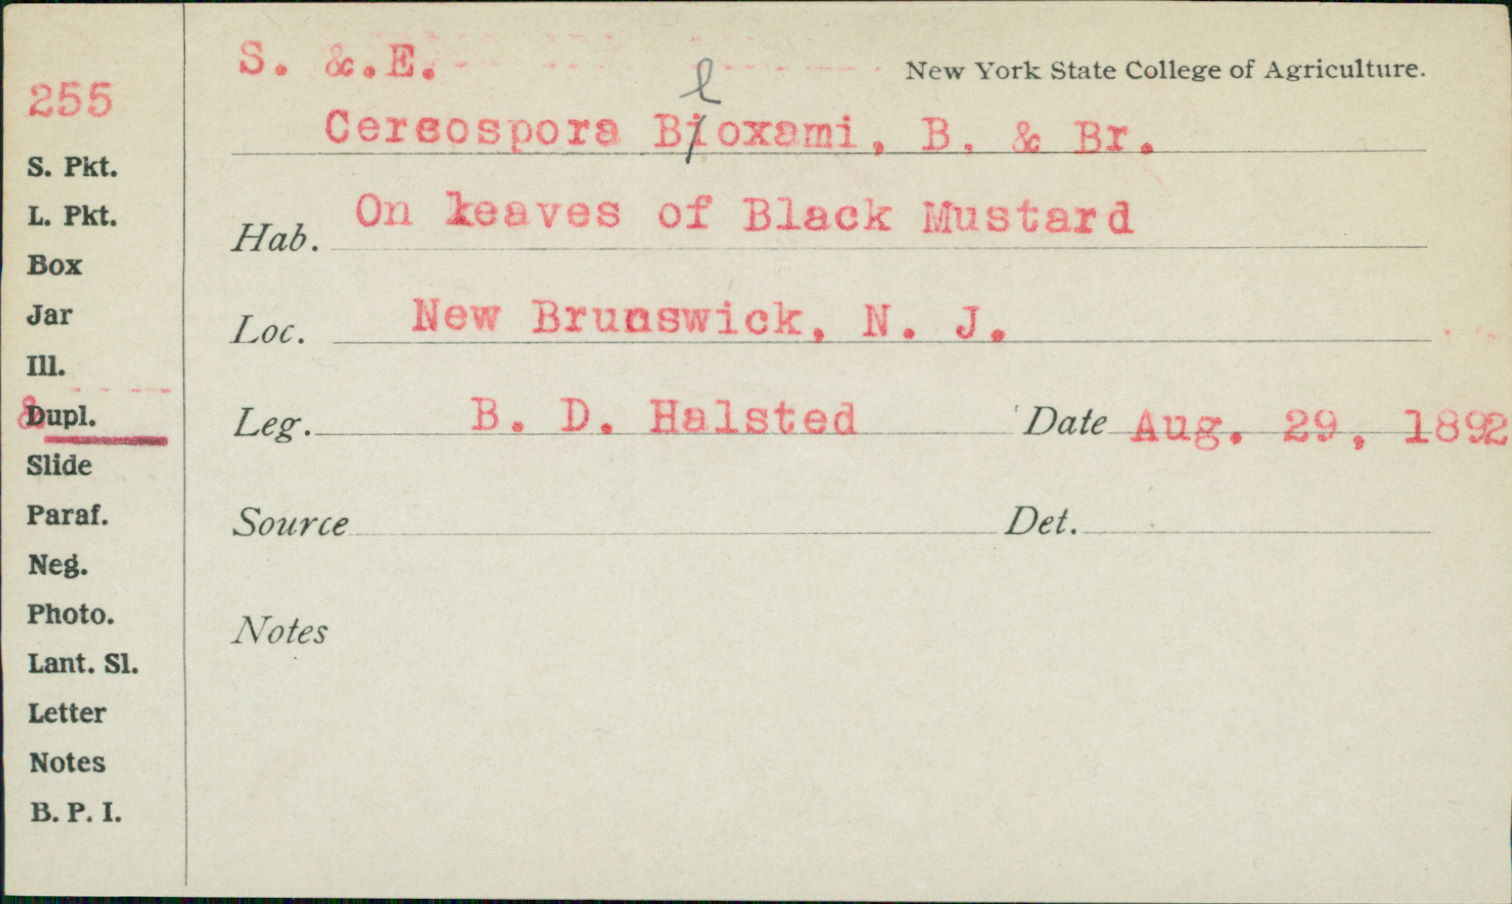 S. &.E.
New York State College of Agriculture.
255
l
Cercospora Bioxami, B. & Br.
S. Pkt.
L. Pkt.
Box
Jar
Ill.
Dupl.
Slide
Paraf.
Neg.
Photo.
Lant. Sl.
Letter
Notes
B. P. I.
Hab. On leaves of Black Mustard
Loc. New Brunswick, N. J.
Leg. B. D. Halsted Date Aug. 29, 1892
Source Det.
Notes